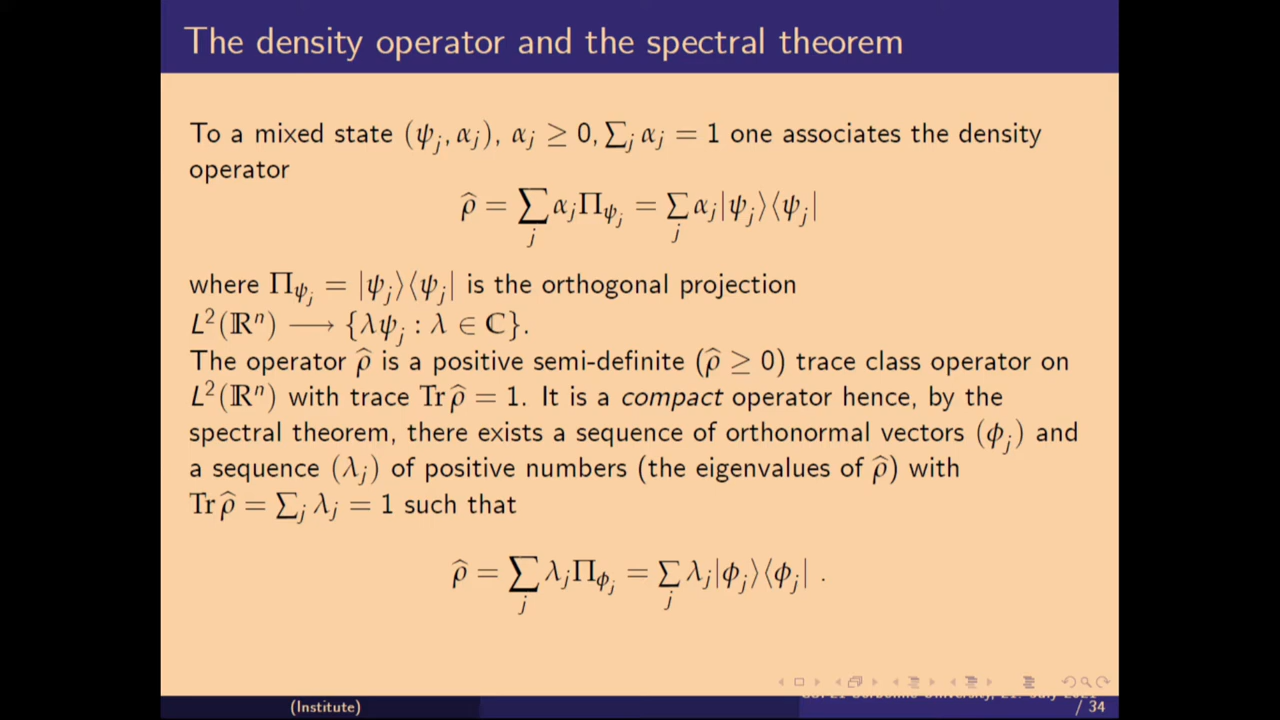 The density operator and the spectral theorem
To a mixed state (ψ_j, α_j), α_j ≥ 0, ∑_j α_j = 1 one associates the density
operator
ρ̂ = ∑_j α_j Π_{ψ_j} = ∑_j α_j |ψ_j⟩⟨ψ_j|
where Π_{ψ_j} = |ψ_j⟩⟨ψ_j| is the orthogonal projection
L²(ℝⁿ) ⟶ {λψ_j : λ ∈ ℂ}.
The operator ρ̂ is a positive semi-definite (ρ̂ ≥ 0) trace class operator on
L²(ℝⁿ) with trace Tr ρ̂ = 1. It is a compact operator hence, by the
spectral theorem, there exists a sequence of orthonormal vectors (ϕ_j) and
a sequence (λ_j) of positive numbers (the eigenvalues of ρ̂) with
Tr ρ̂ = ∑_j λ_j = 1 such that
ρ̂ = ∑_j λ_j Π_{ϕ_j} = ∑_j λ_j |ϕ_j⟩⟨ϕ_j| .
Sorbonne University, 21. July 2021
(Institute) / 34